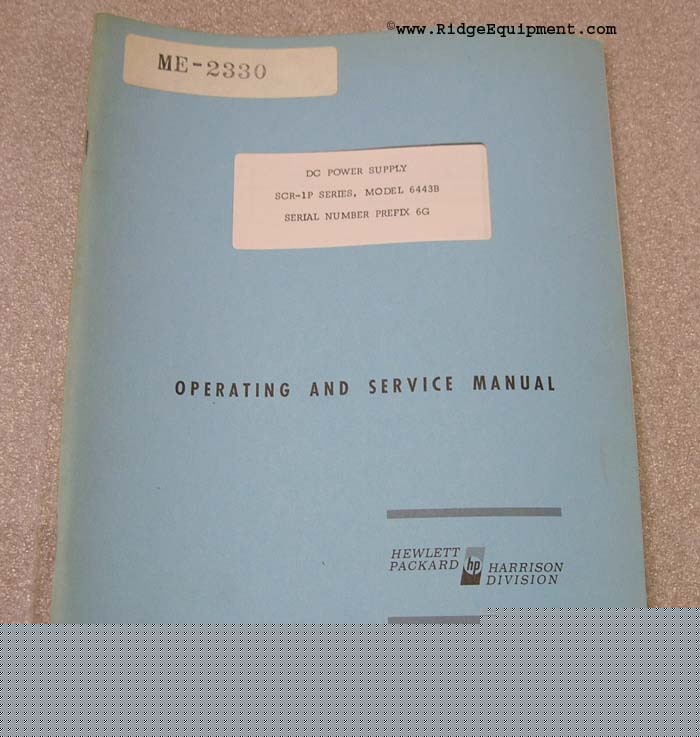 ©www.RidgeEquipment.com
ME-2330
DC POWER SUPPLY
SCR-1P SERIES, MODEL 6443B
SERIAL NUMBER PREFIX 6G
OPERATING AND SERVICE MANUAL
HEWLETT
PACKARD
hp
HARRISON
DIVISION